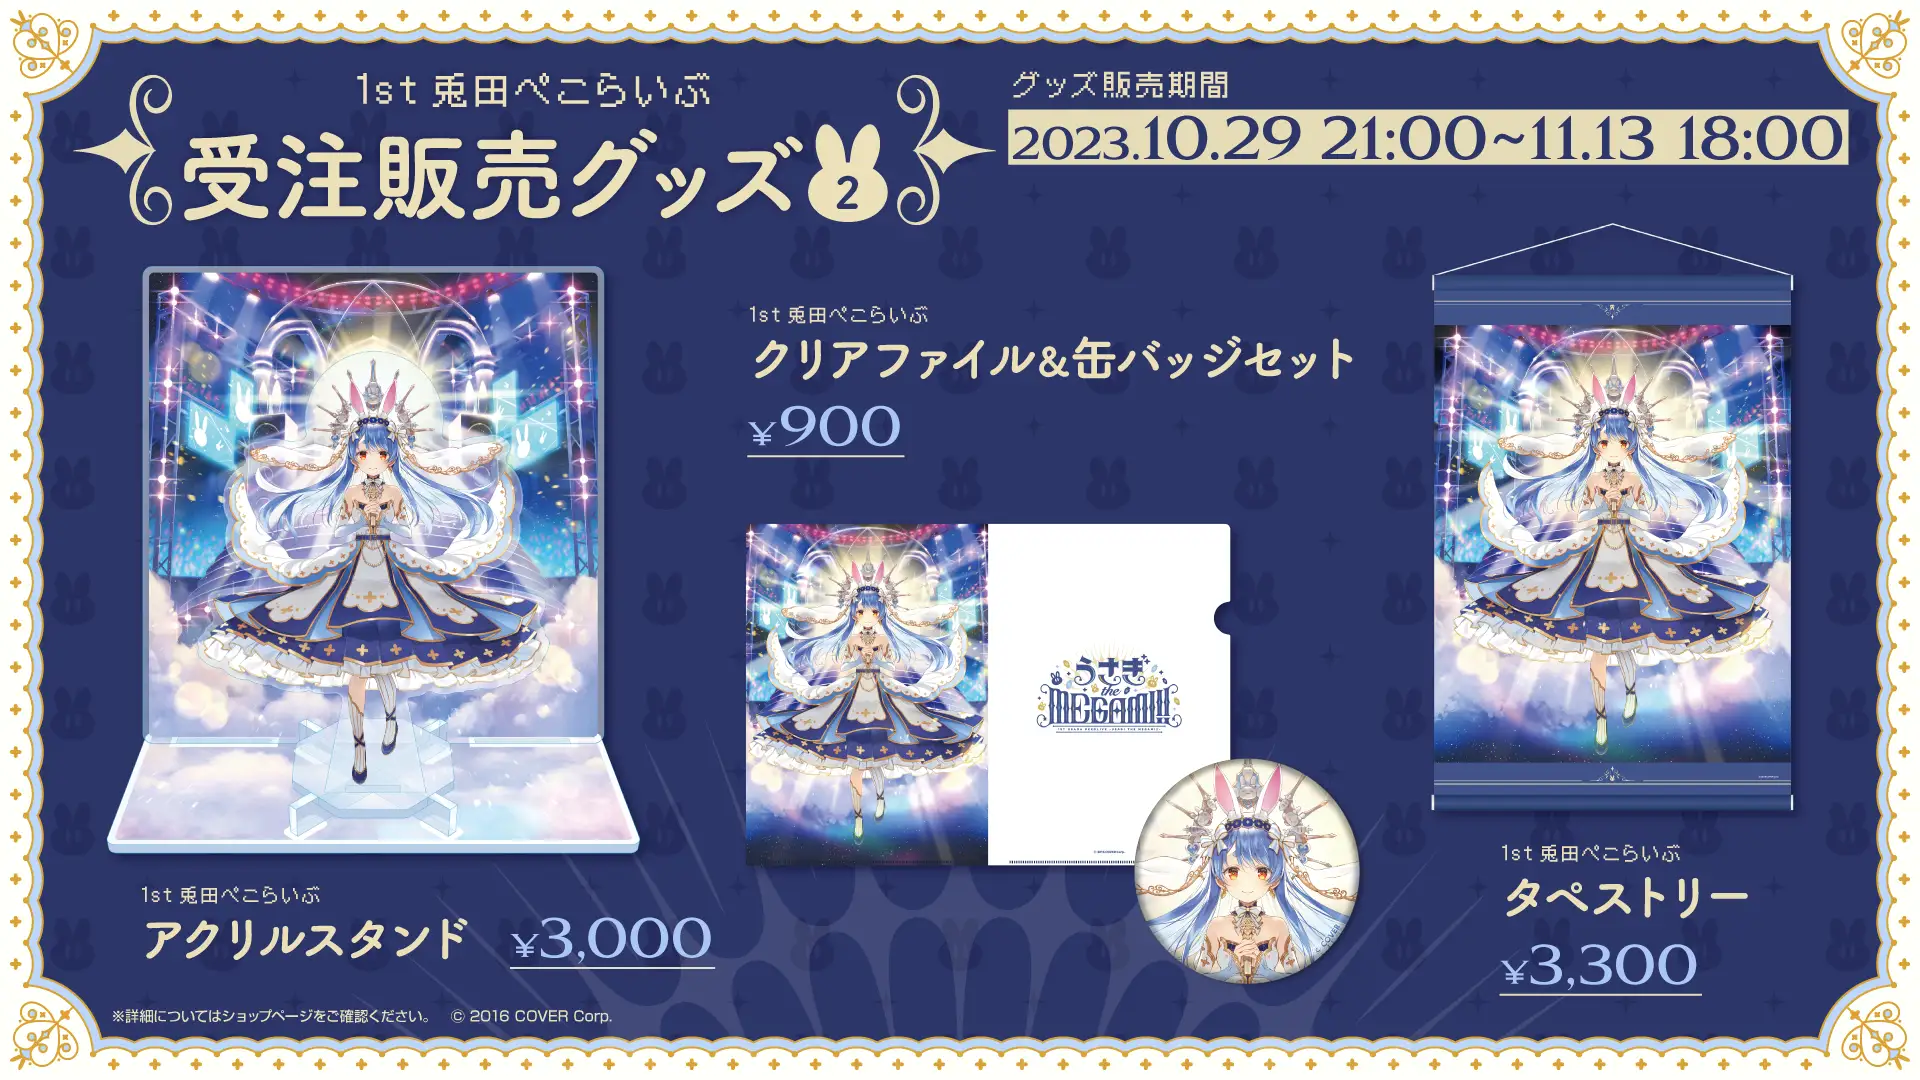 1st 兎田ぺこらいぶ
受注販売グッズ
2
グッズ販売期間
2023.10.29 21:00~11.13 18:00
1st 兎田ぺこらいぶ
アクリルスタンド
¥3,000
1st 兎田ぺこらいぶ
クリアファイル&缶バッジセット
¥900
うさぎ
the
MEGAMI!!
1st 兎田ぺこらいぶ
タペストリー
¥3,300
※詳細についてはショップページをご確認ください。 © 2016 COVER Corp.